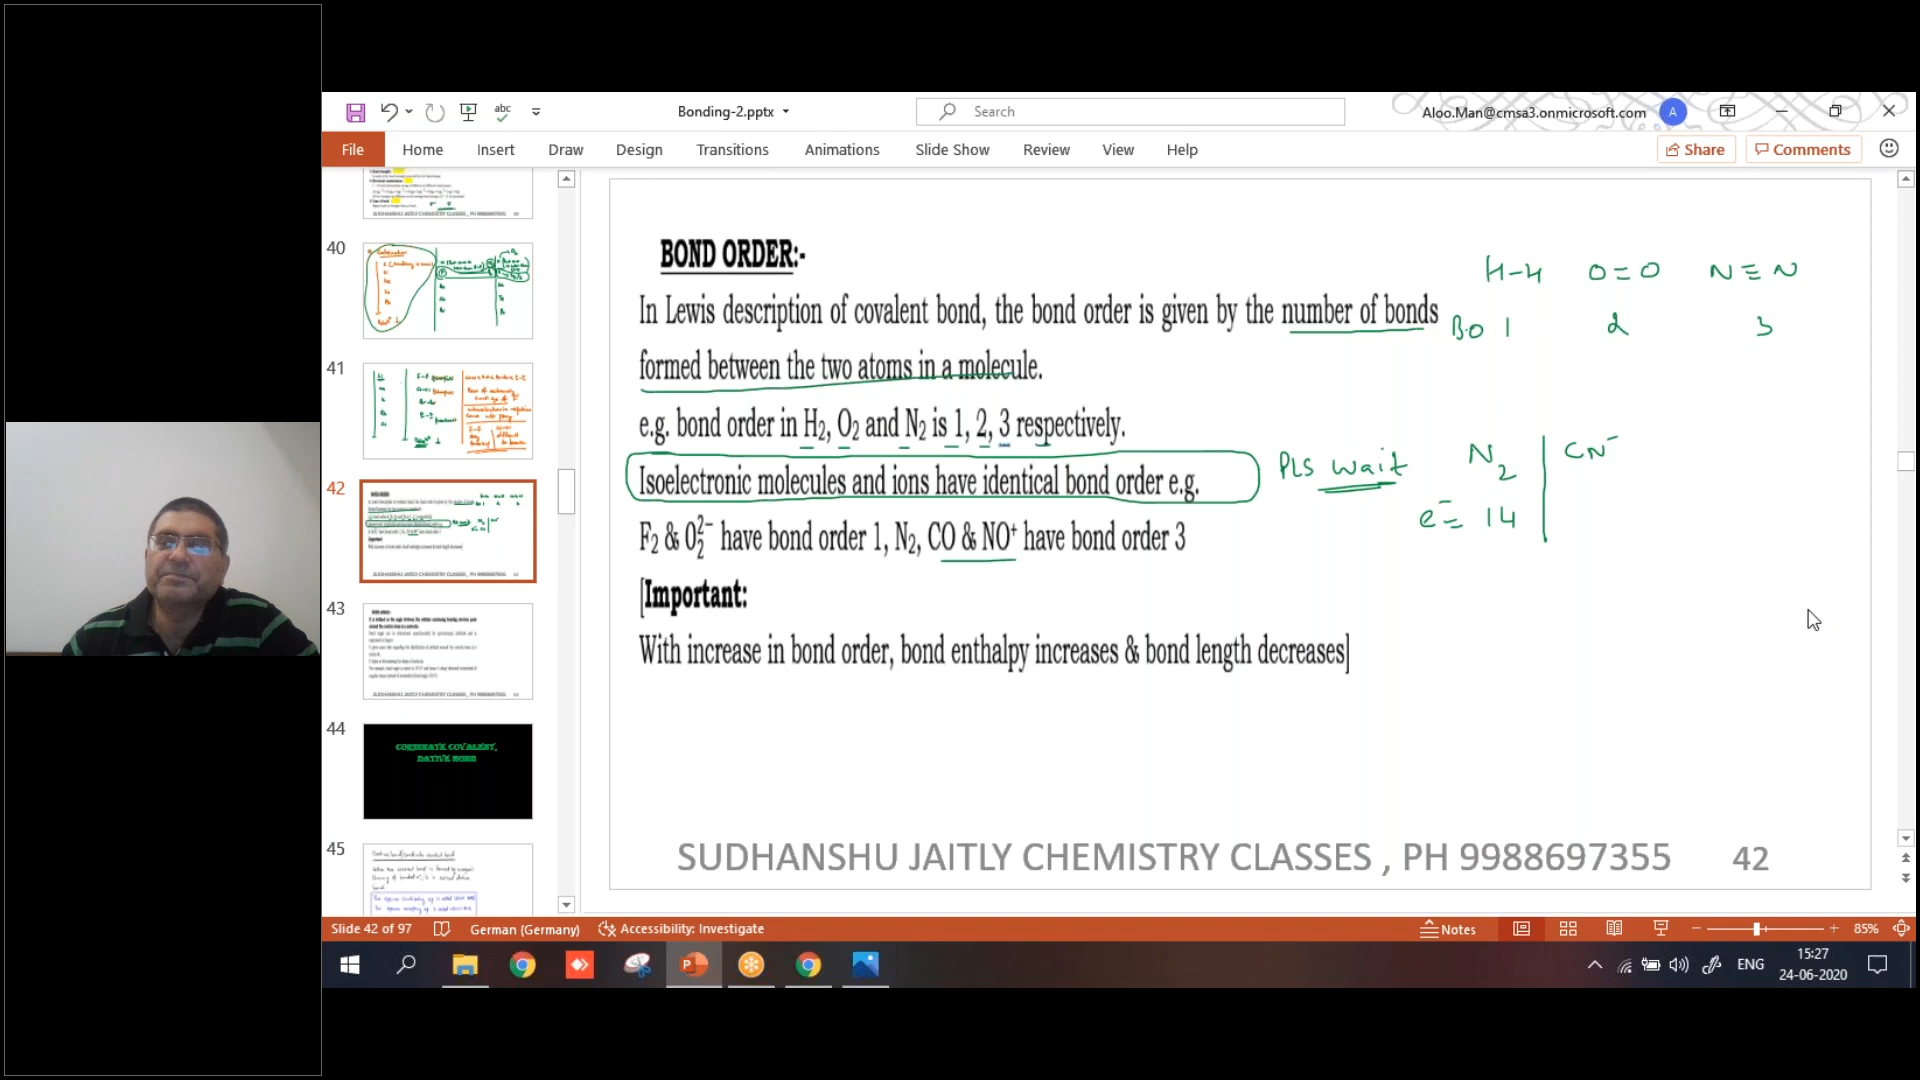 abc
Bonding-2.pptx
Search
Aloo.Man@cmsa3.onmicrosoft.com
A
File Home Insert Draw Design Transitions Animations Slide Show Review View Help
Share Comments
40
41
42
43
44
CORDINATE COVALENT,
DATIVE BOND
45
BOND ORDER:-
In Lewis description of covalent bond, the bond order is given by the number of bonds
formed between the two atoms in a molecule.
e.g. bond order in H₂, O₂ and N₂ is 1, 2, 3 respectively.
Isoelectronic molecules and ions have identical bond order e.g.
F₂ & O₂²⁻ have bond order 1, N₂, CO & NO⁺ have bond order 3
[Important:
With increase in bond order, bond enthalpy increases & bond length decreases]
H-H O=O N≡N
B.O 1 2 3
PLS wait N₂ CN⁻
e⁻= 14
SUDHANSHU JAITLY CHEMISTRY CLASSES , PH 9988697355 42
Slide 42 of 97 German (Germany) Accessibility: Investigate Notes 85%
ENG 15:27
24-06-2020